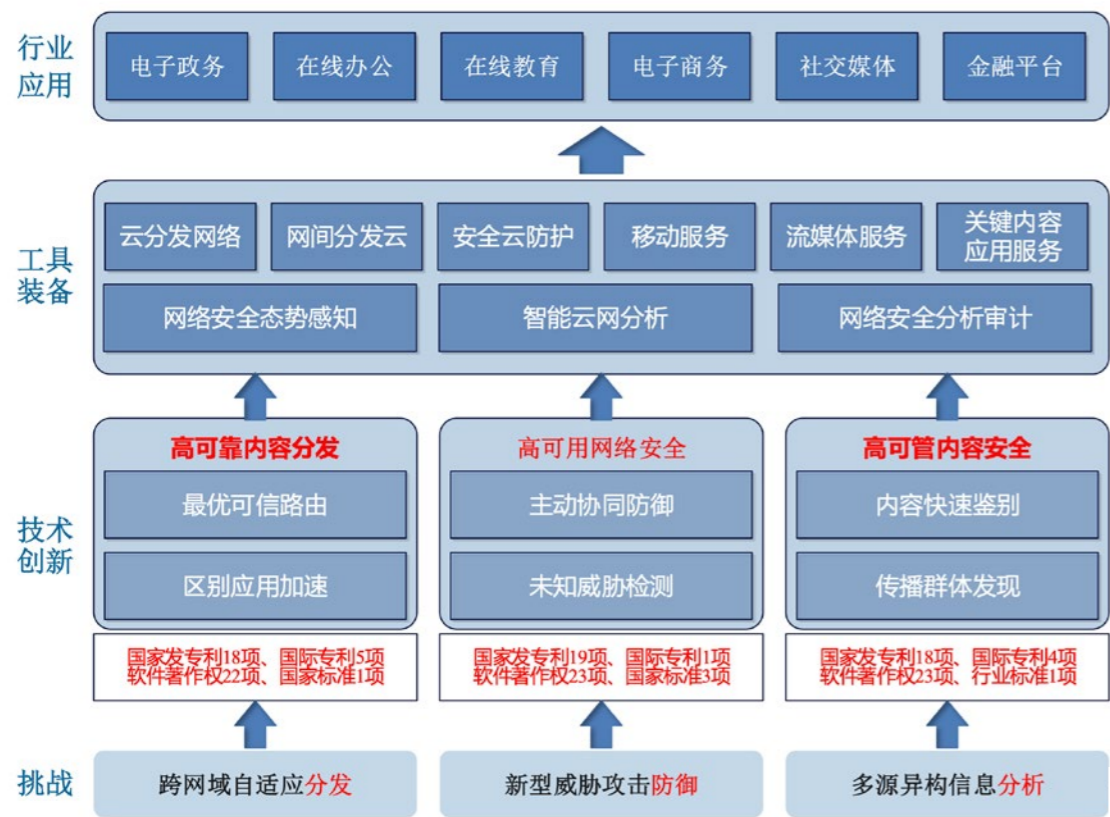 行业
应用
电子政务
在线办公
在线教育
电子商务
社交媒体
金融平台
工具
装备
云分发网络
网间分发云
安全云防护
移动服务
流媒体服务
关键内容
应用服务
网络安全态势感知
智能云网分析
网络安全分析审计
技术
创新
高可靠内容分发
最优可信路由
区别应用加速
国家发专利18项、国际专利5项
软件著作权22项、国家标准1项
高可用网络安全
主动协同防御
未知威胁检测
国家发专利19项、国际专利1项
软件著作权23项、国家标准3项
高可管内容安全
内容快速鉴别
传播群体发现
国家发专利18项、国际专利4项
软件著作权23项、行业标准1项
挑战
跨网域自适应分发
新型威胁攻击防御
多源异构信息分析